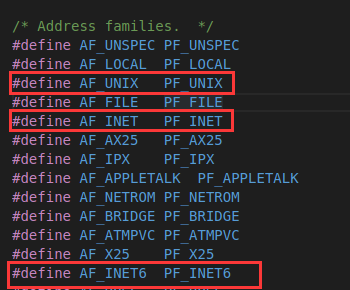 /* Address families.  */
#define AF_UNSPEC PF_UNSPEC
#define AF_LOCAL  PF_LOCAL
#define AF_UNIX   PF_UNIX
#define AF_FILE   PF_FILE
#define AF_INET   PF_INET
#define AF_AX25   PF_AX25
#define AF_IPX    PF_IPX
#define AF_APPLETALK  PF_APPLETALK
#define AF_NETROM PF_NETROM
#define AF_BRIDGE PF_BRIDGE
#define AF_ATMPVC PF_ATMPVC
#define AF_X25    PF_X25
#define AF_INET6  PF_INET6